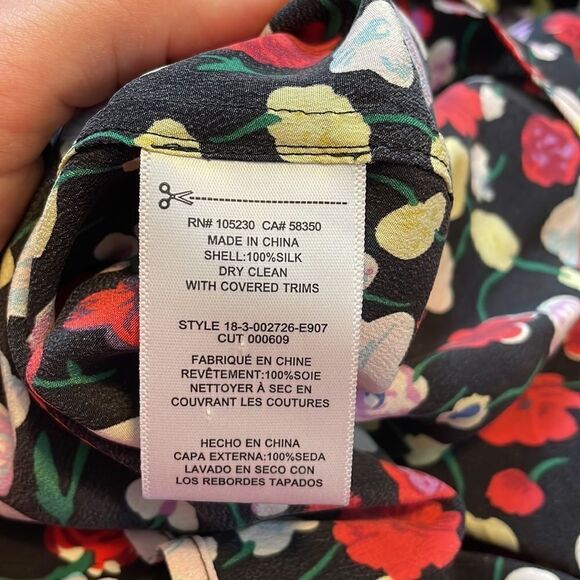 RN# 105230 CA# 58350
MADE IN CHINA
SHELL:100%SILK
DRY CLEAN
WITH COVERED TRIMS
STYLE 18-3-002726-E907
CUT 000609
FABRIQUÉ EN CHINE
REVÊTEMENT:100%SOIE
NETTOYER À SEC EN
COUVRANT LES COUTURES
HECHO EN CHINA
CAPA EXTERNA:100%SEDA
LAVADO EN SECO CON
LOS REBORDES TAPADOS